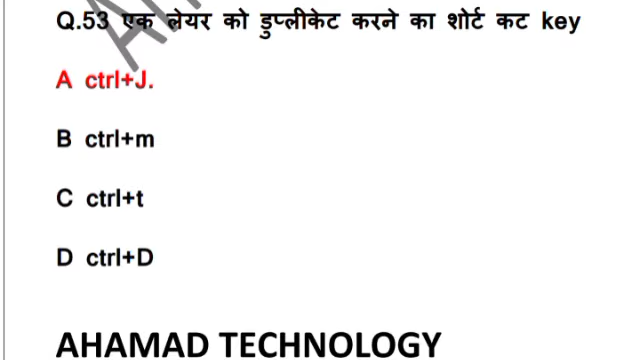 Q.53 एक लेयर को डुप्लीकेट करने का शोर्ट कट key
A ctrl+J.
B ctrl+m
C ctrl+t
D ctrl+D
AHAMAD TECHNOLOGY